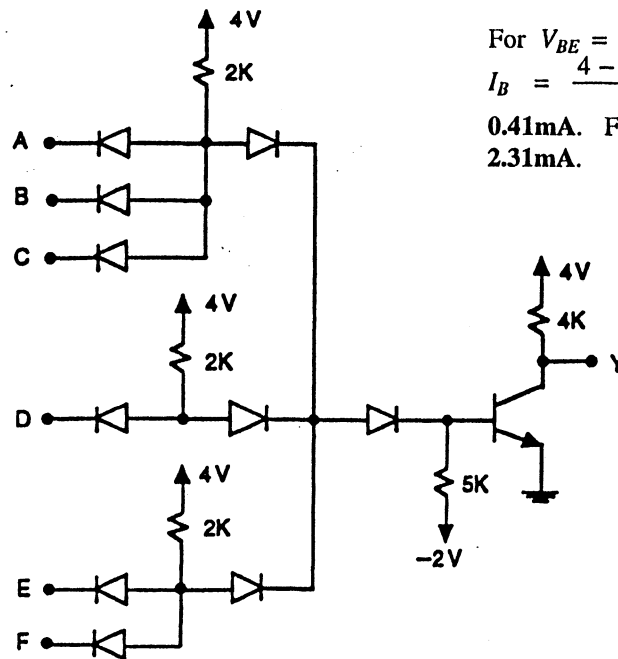 4V
2K
A
B
C
For V_BE =
I_B = 4 -
0.41mA. F
2.31mA.
4V
4K
Y
4V
2K
D
5K
-2V
4V
2K
E
F